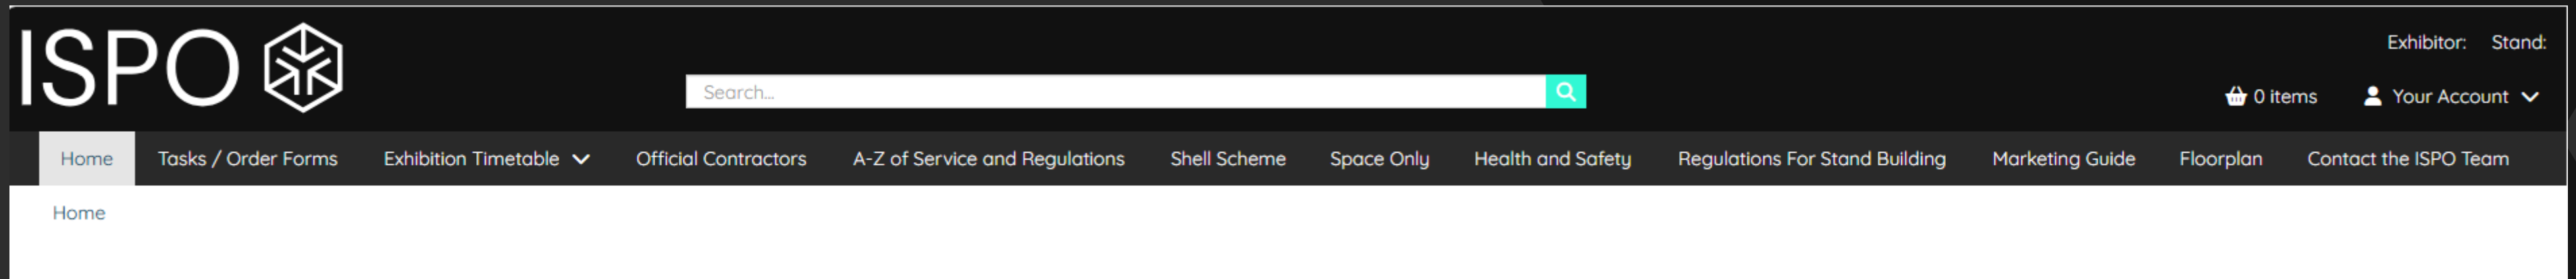 ISPO
Exhibitor: Stand:
Search...
0 items Your Account
Home Tasks / Order Forms Exhibition Timetable Official Contractors A-Z of Service and Regulations Shell Scheme Space Only Health and Safety Regulations For Stand Building Marketing Guide Floorplan Contact the ISPO Team
Home